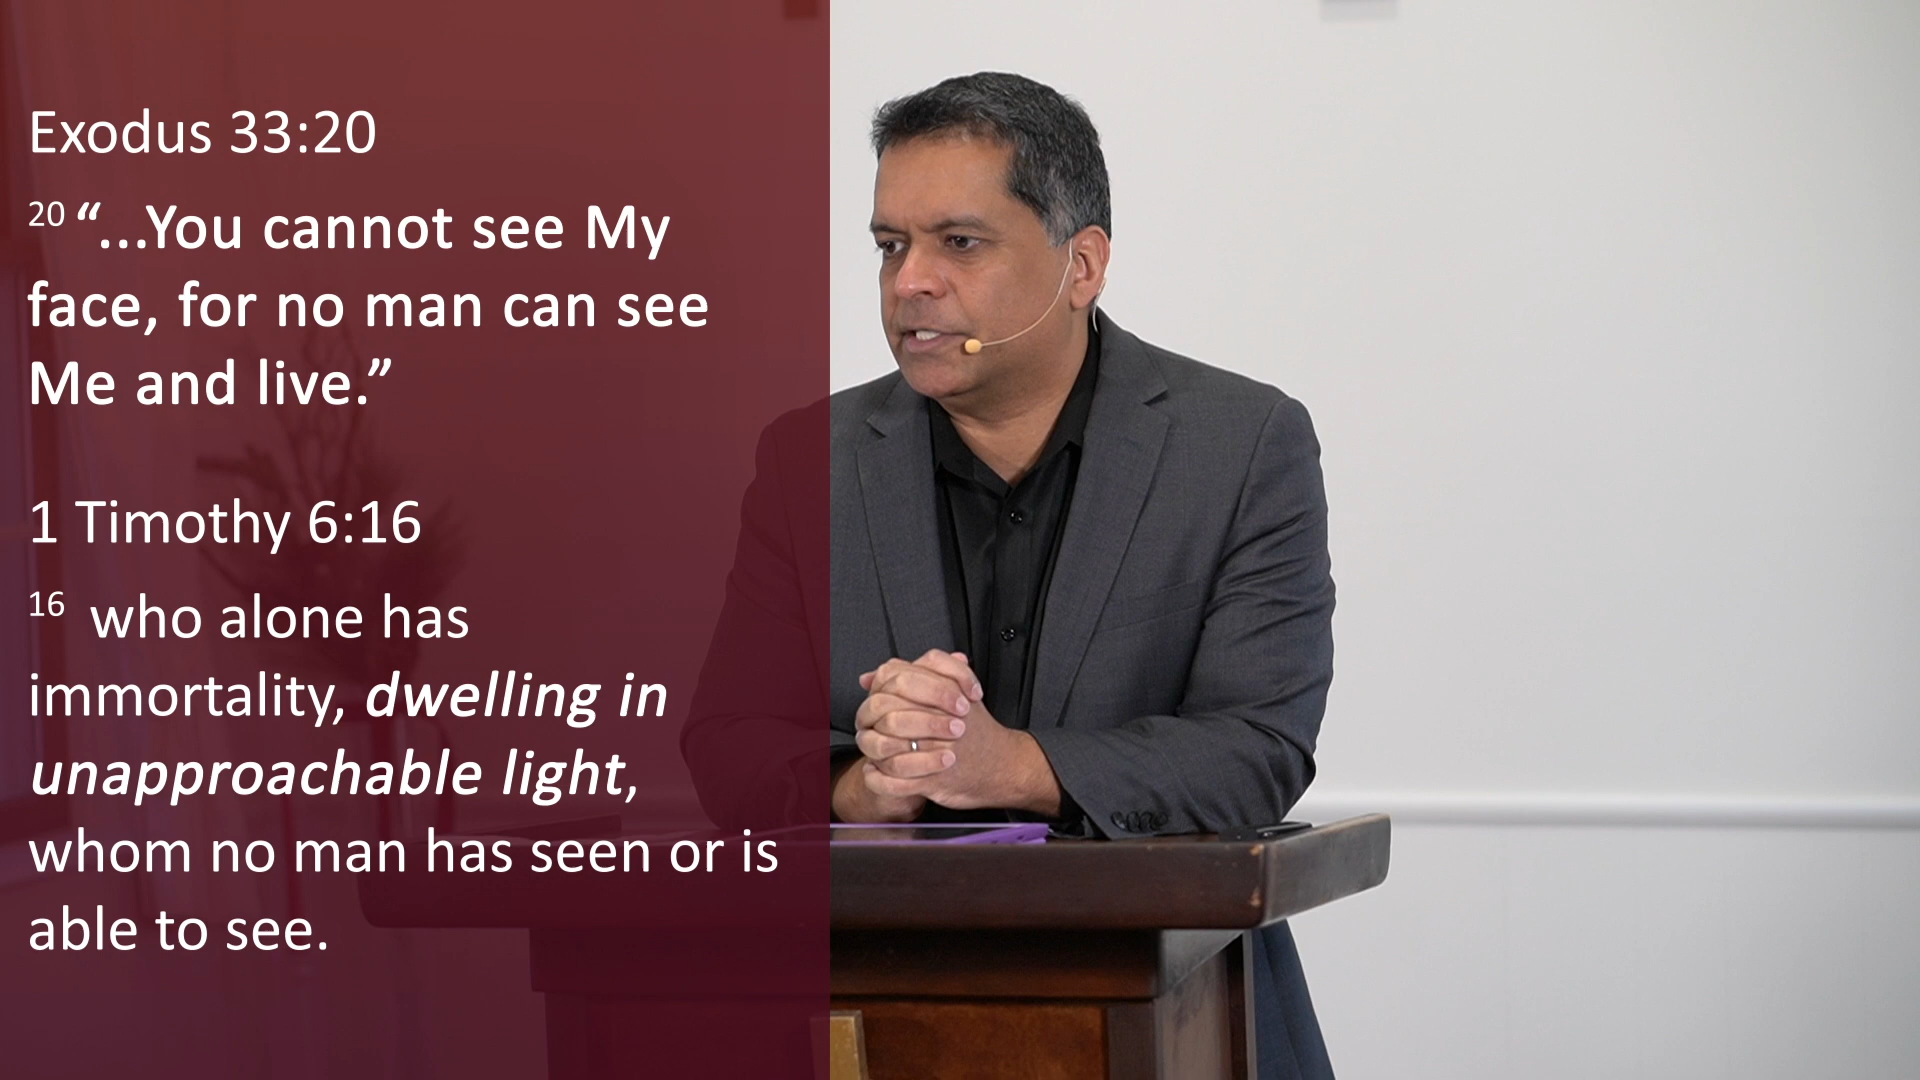 Exodus 33:20
20 “...You cannot see My
face, for no man can see
Me and live.”
1 Timothy 6:16
16 who alone has
immortality, dwelling in
unapproachable light,
whom no man has seen or is
able to see.